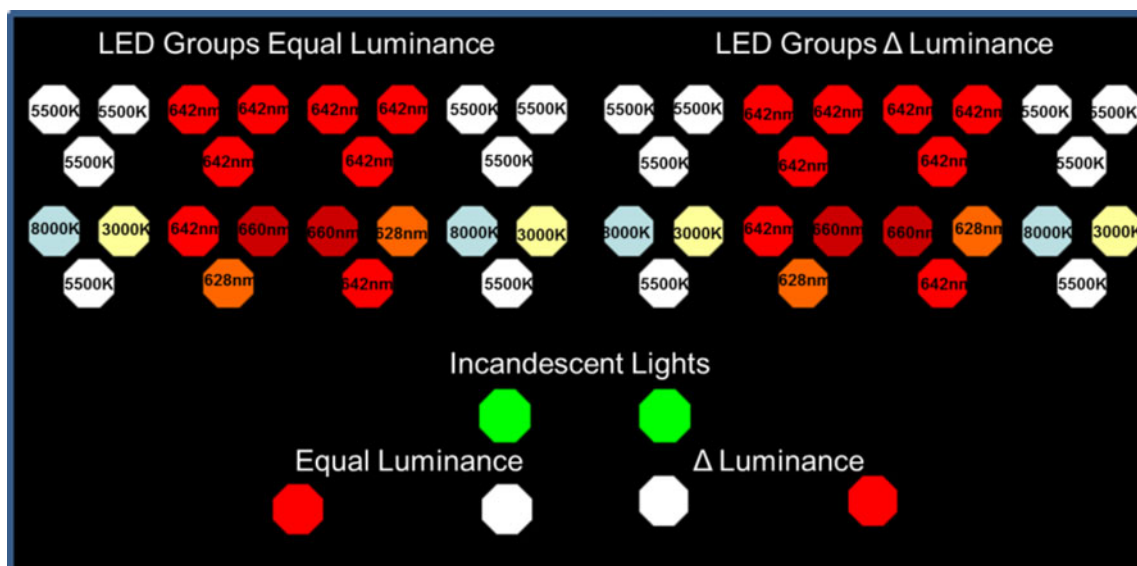 LED Groups Equal Luminance LED Groups Δ Luminance
5500K 5500K 642nm 642nm 642nm 642nm 5500K 5500K 5500K 5500K 642nm 642nm 642nm 642nm 5500K 5500K
5500K 642nm 642nm 5500K 5500K 642nm 642nm 5500K
8000K 3000K 642nm 660nm 660nm 628nm 8000K 3000K 8000K 3000K 642nm 660nm 660nm 628nm 8000K 3000K
5500K 628nm 642nm 5500K 5500K 628nm 642nm 5500K
Incandescent Lights
Equal Luminance Δ Luminance